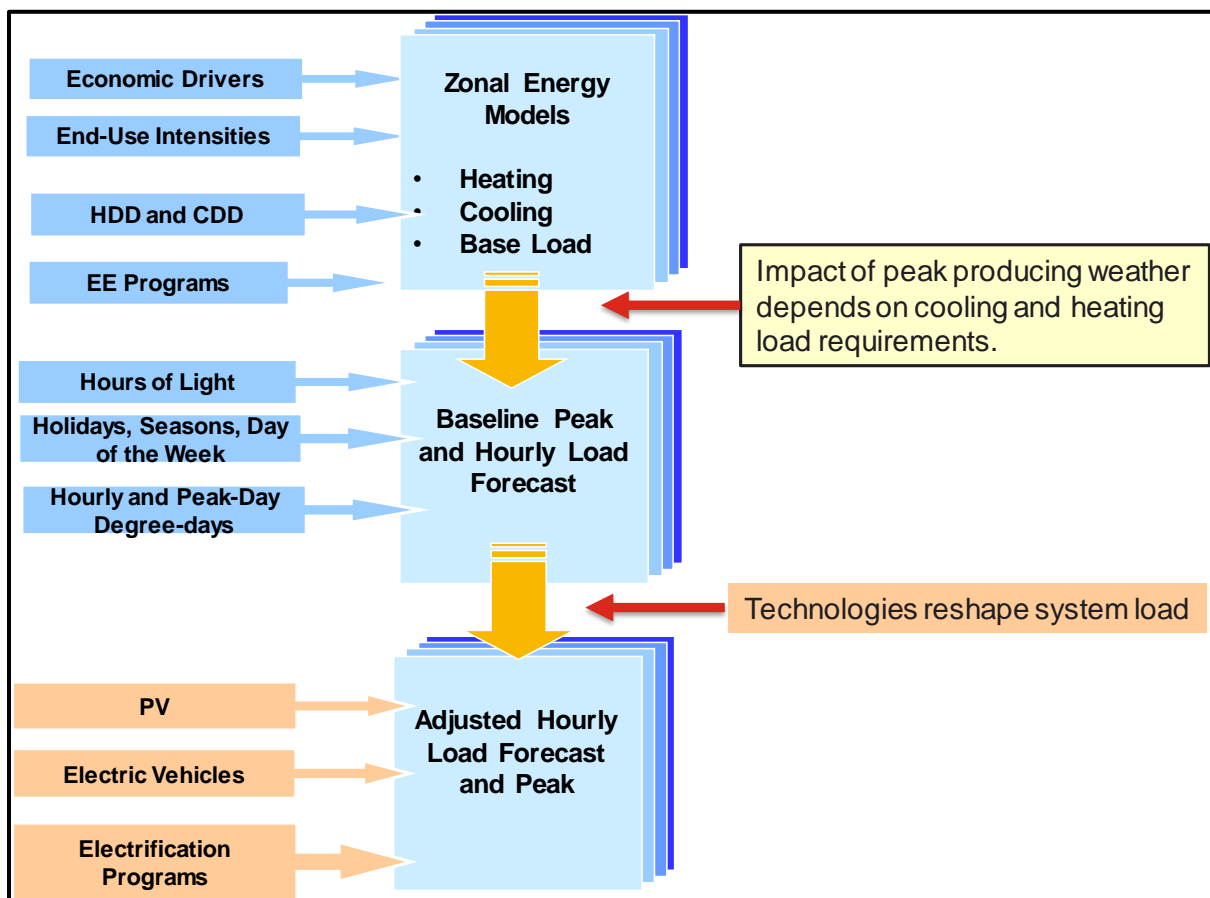 Economic Drivers
End-Use Intensities
HDD and CDD
EE Programs
Zonal Energy
Models
• Heating
• Cooling
• Base Load
Impact of peak producing weather
depends on cooling and heating
load requirements.
Hours of Light
Holidays, Seasons, Day
of the Week
Hourly and Peak-Day
Degree-days
Baseline Peak
and Hourly Load
Forecast
Technologies reshape system load
PV
Electric Vehicles
Electrification
Programs
Adjusted Hourly
Load Forecast
and Peak